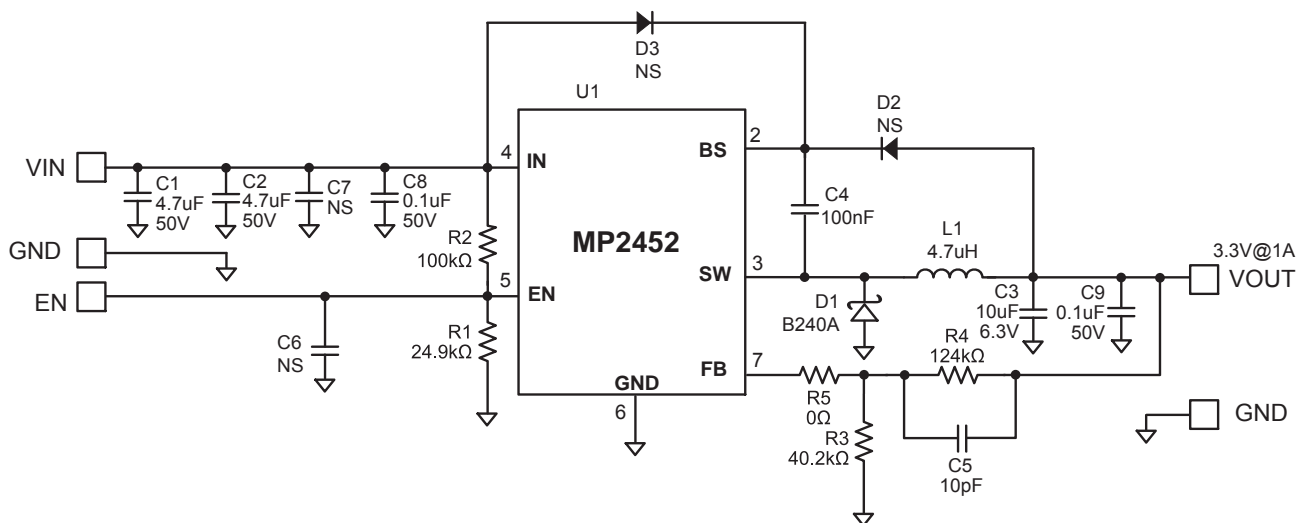 D3
NS
U1
D2
NS
VIN
4
IN
BS
2
C1
4.7uF
50V
C2
4.7uF
50V
C7
NS
C8
0.1uF
50V
C4
100nF
R2
100kΩ
MP2452
L1
4.7uH
GND
SW
3
3.3V@1A
VOUT
EN
5
EN
D1
B240A
C3
10uF
6.3V
C9
0.1uF
50V
C6
NS
R1
24.9kΩ
R4
124kΩ
FB
7
GND
6
R5
0Ω
R3
40.2kΩ
C5
10pF
GND